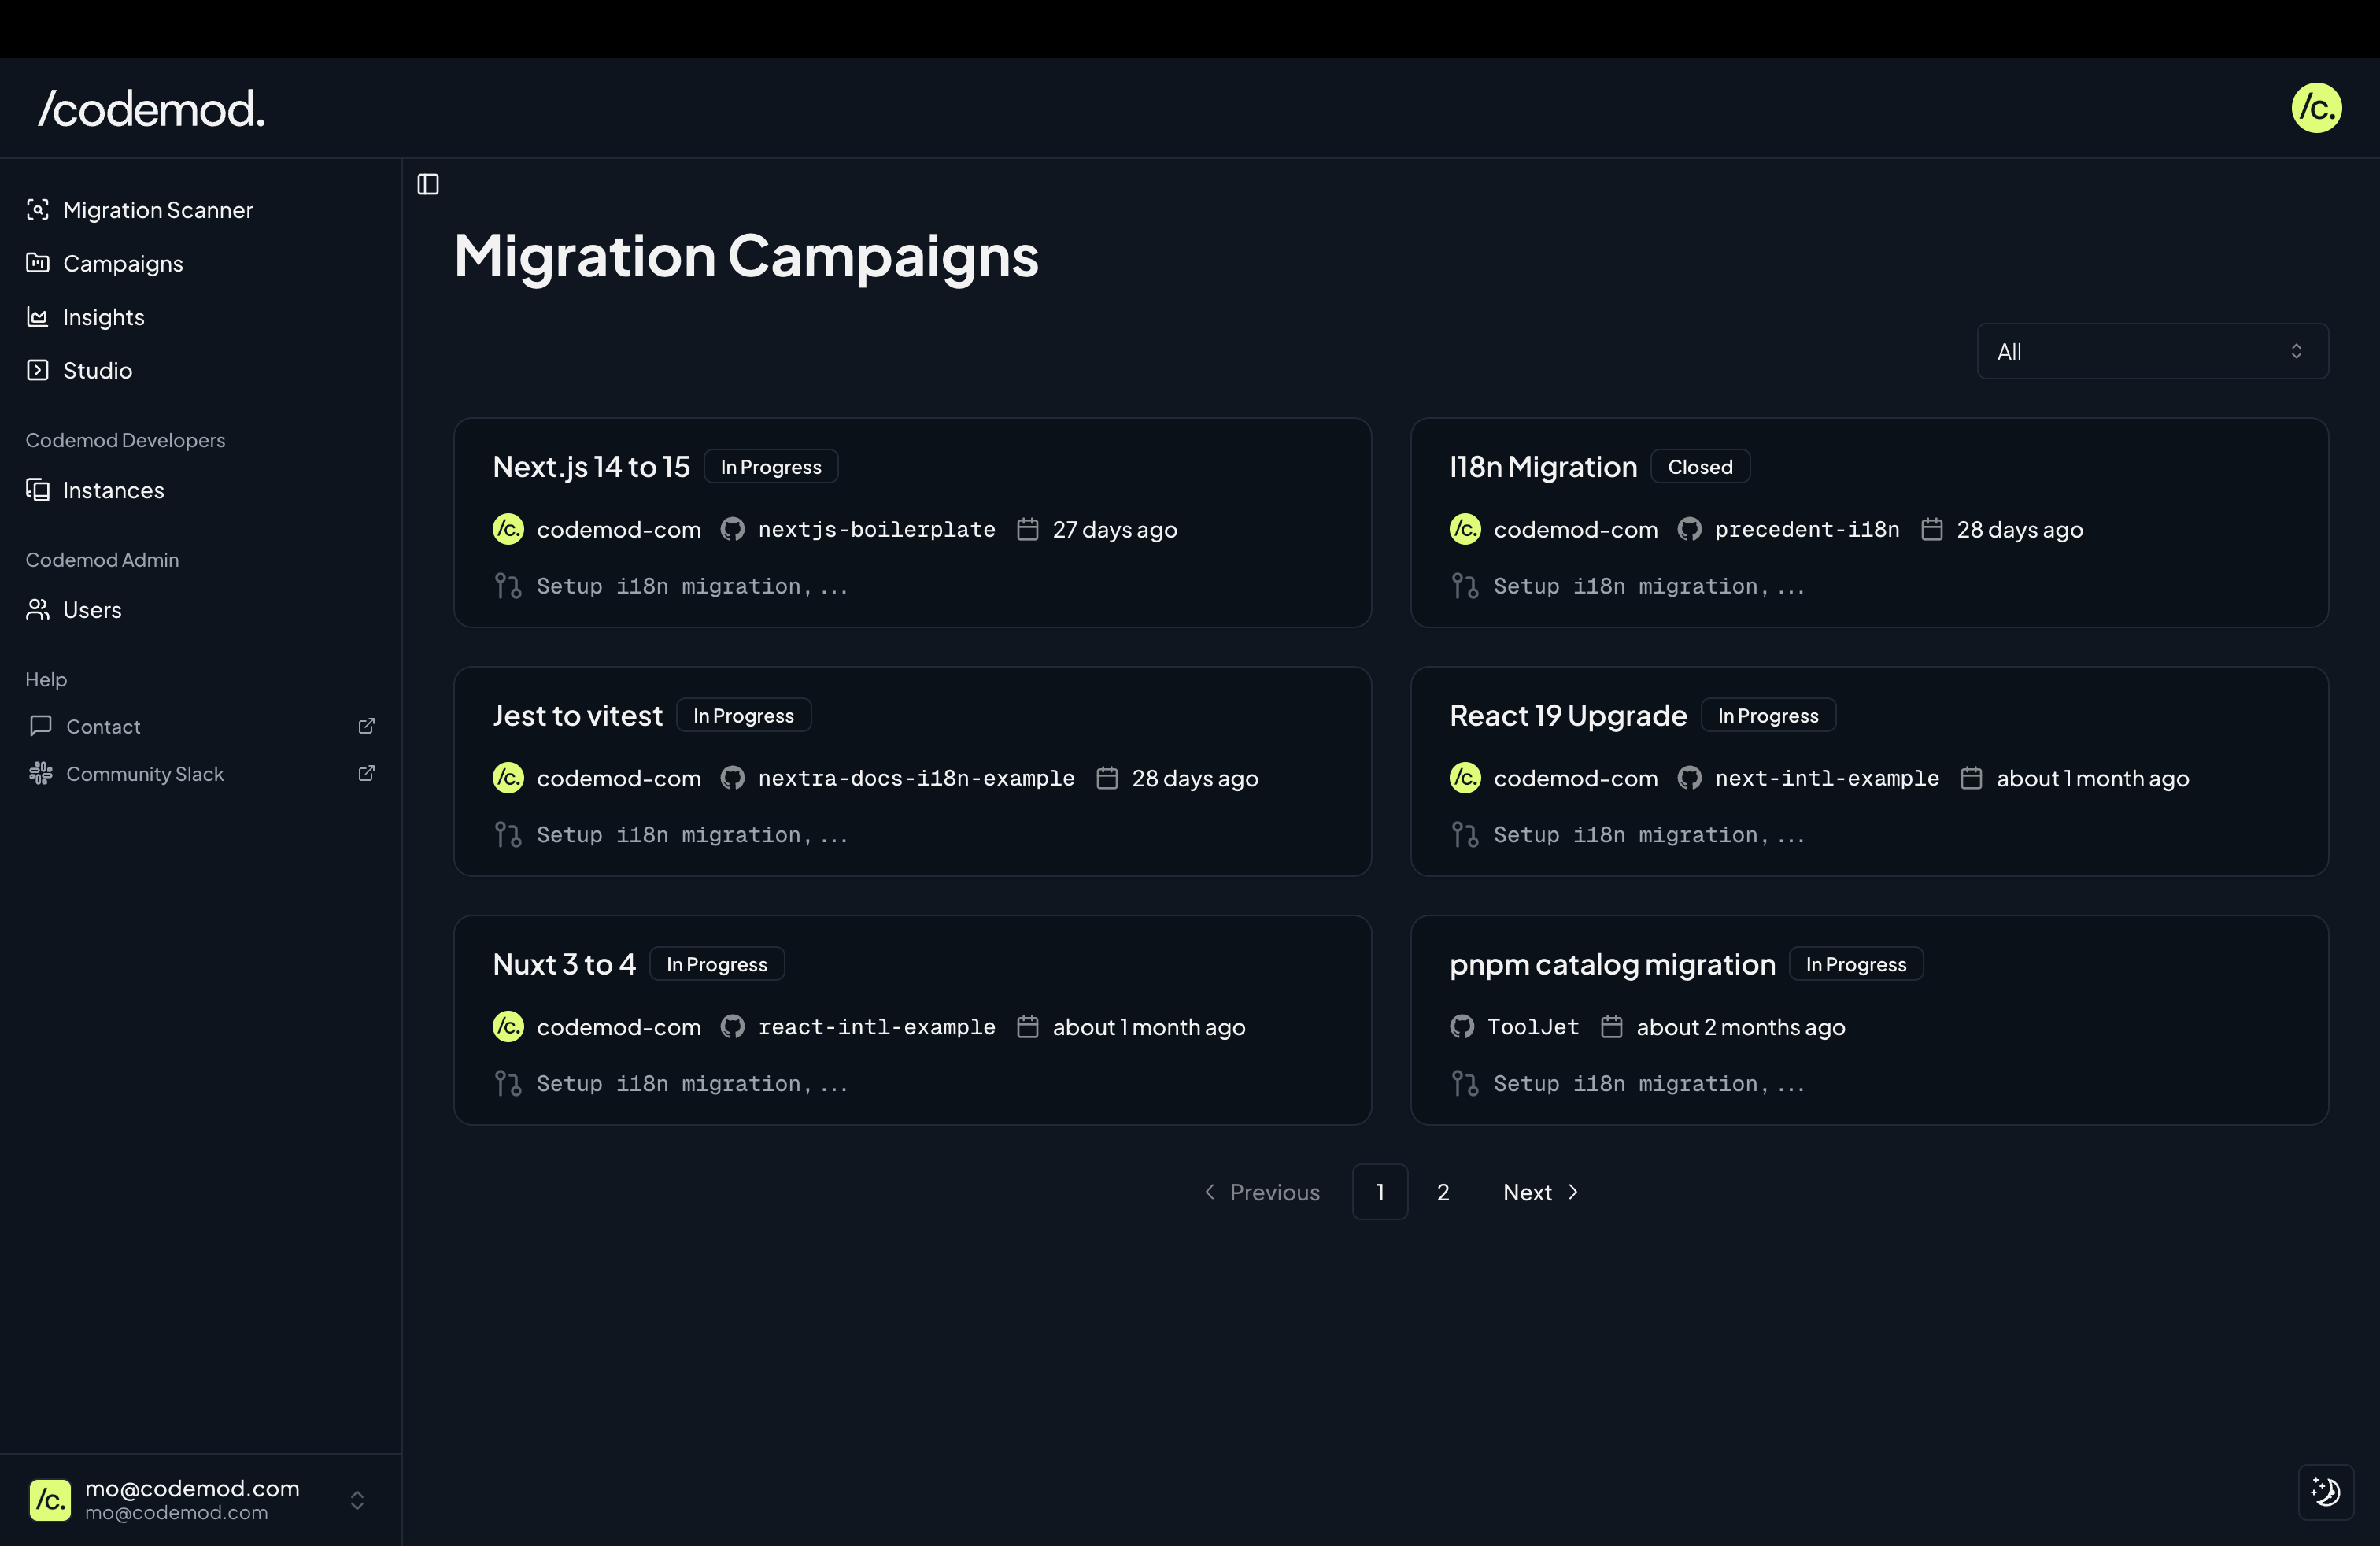 /codemod.
/c.
Migration Scanner
Campaigns
Insights
Studio
Codemod Developers
Instances
Codemod Admin
Users
Help
Contact
Community Slack
/c. mo@codemod.com
mo@codemod.com
Migration Campaigns
All
Next.js 14 to 15 In Progress
/c. codemod-com nextjs-boilerplate 27 days ago
Setup i18n migration, ...
I18n Migration Closed
/c. codemod-com precedent-i18n 28 days ago
Setup i18n migration, ...
Jest to vitest In Progress
/c. codemod-com nextra-docs-i18n-example 28 days ago
Setup i18n migration, ...
React 19 Upgrade In Progress
/c. codemod-com next-intl-example about 1 month ago
Setup i18n migration, ...
Nuxt 3 to 4 In Progress
/c. codemod-com react-intl-example about 1 month ago
Setup i18n migration, ...
pnpm catalog migration In Progress
ToolJet about 2 months ago
Setup i18n migration, ...
Previous 1 2 Next